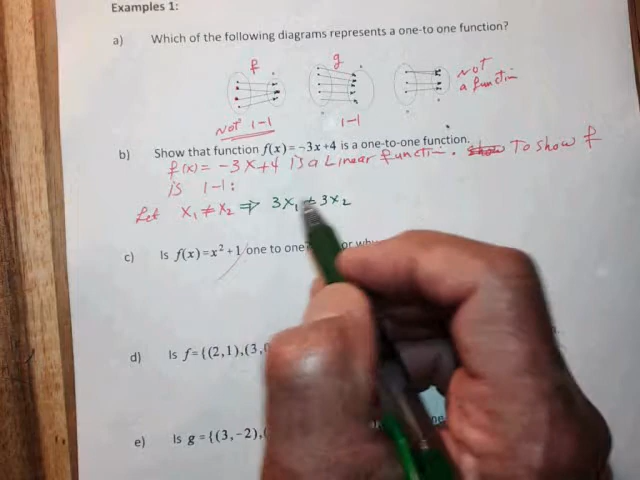 Examples 1:
a) Which of the following diagrams represents a one-to one function?
f g
NOT
a function
NOT 1-1 1-1
b) Show that function f(x) = -3x+4 is a one-to-one function.
f(x) = -3x+4 is a Linear function. To show f
is 1-1:
Let x₁ ≠ x₂ ⇒ 3x₁ ≠ 3x₂
c) Is f(x) = x² + 1 one to one? or why
d) Is f = {(2,1),(3,
e) Is g = {(3,-2),(